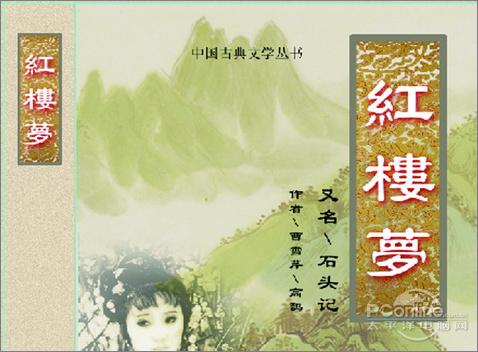 紅樓夢
中国古典文学丛书
紅樓夢
又名\石头记
作者\曹雪芹\高鹗
PConline
太平洋电脑网